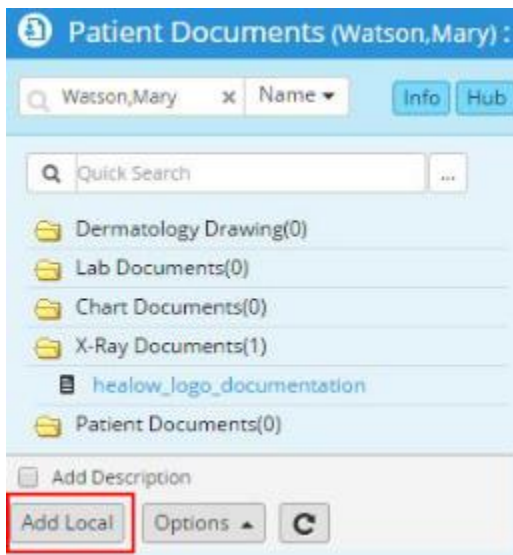 Patient Documents (Watson,Mary) :
Watson,Mary x Name Info Hub
Quick Search ...
Dermatology Drawing(0)
Lab Documents(0)
Chart Documents(0)
X-Ray Documents(1)
healow_logo_documentation
Patient Documents(0)
Add Description
Add Local Options